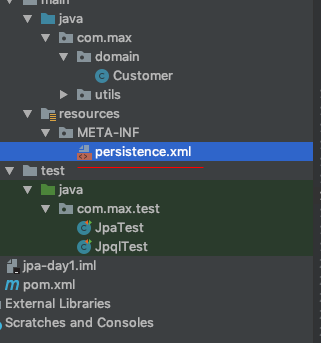 main
java
com.max
domain
Customer
utils
resources
META-INF
persistence.xml
test
java
com.max.test
JpaTest
JpqlTest
jpa-day1.iml
pom.xml
External Libraries
Scratches and Consoles